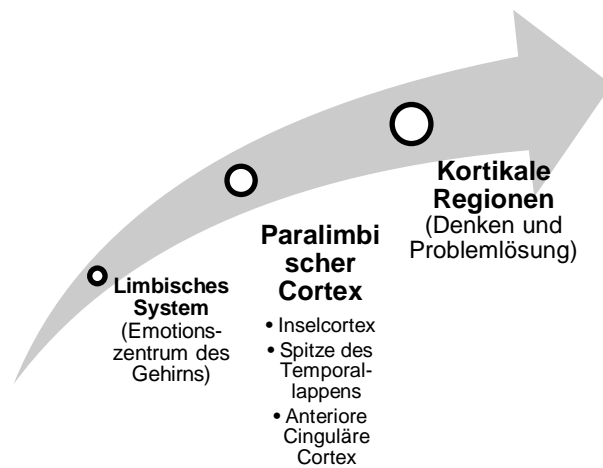 Limbisches
System
(Emotions-
zentrum des
Gehirns)
Paralimbi
scher
Cortex
• Inselcortex
• Spitze des
Temporal-
lappens
• Anteriore
Cinguläre
Cortex
Kortikale
Regionen
(Denken und
Problemlösung)